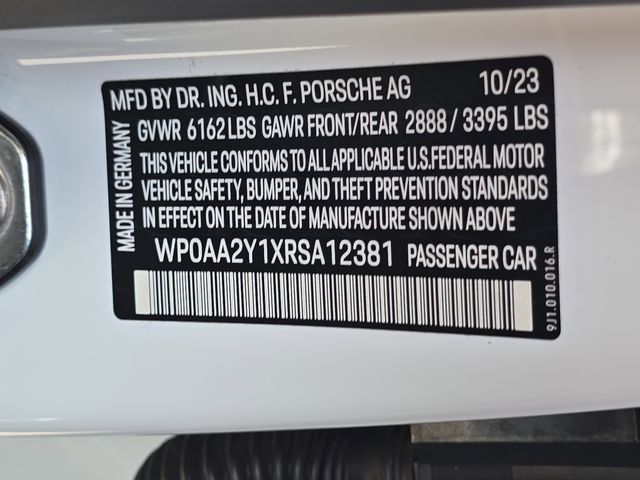 MFD BY DR. ING. H.C. F. PORSCHE AG 10/23
GVWR 6162 LBS GAWR FRONT/REAR 2888 / 3395 LBS
THIS VEHICLE CONFORMS TO ALL APPLICABLE U.S.FEDERAL MOTOR
VEHICLE SAFETY, BUMPER, AND THEFT PREVENTION STANDARDS
IN EFFECT ON THE DATE OF MANUFACTURE SHOWN ABOVE
WP0AA2Y1XRSA12381 PASSENGER CAR
MADE IN GERMANY
9J1.010.016.R